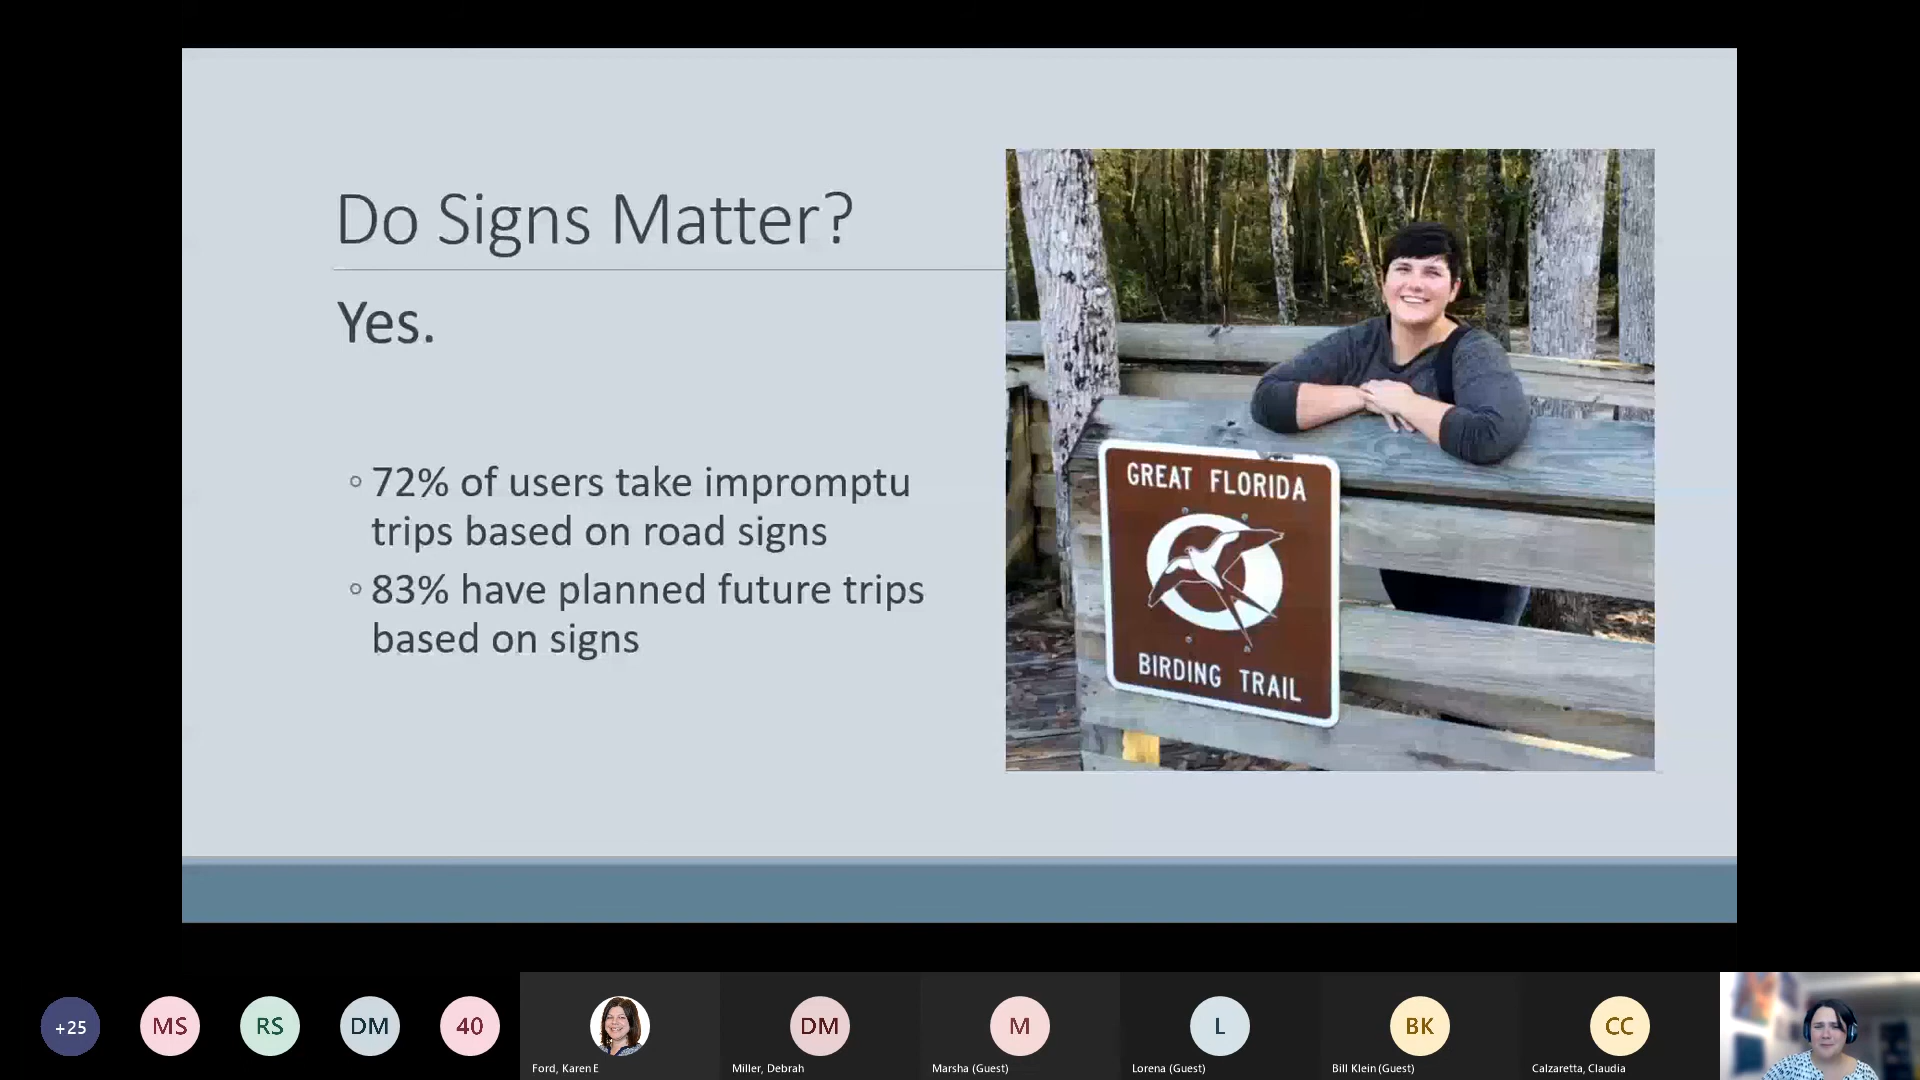 Do Signs Matter?
Yes.
72% of users take impromptu
trips based on road signs
83% have planned future trips
based on signs
GREAT FLORIDA
BIRDING TRAIL
+25
MS
RS
DM
40
DM
M
L
BK
CC
Ford, Karen E
Miller, Debrah
Marsha (Guest)
Lorena (Guest)
Bill Klein (Guest)
Calzaretta, Claudia